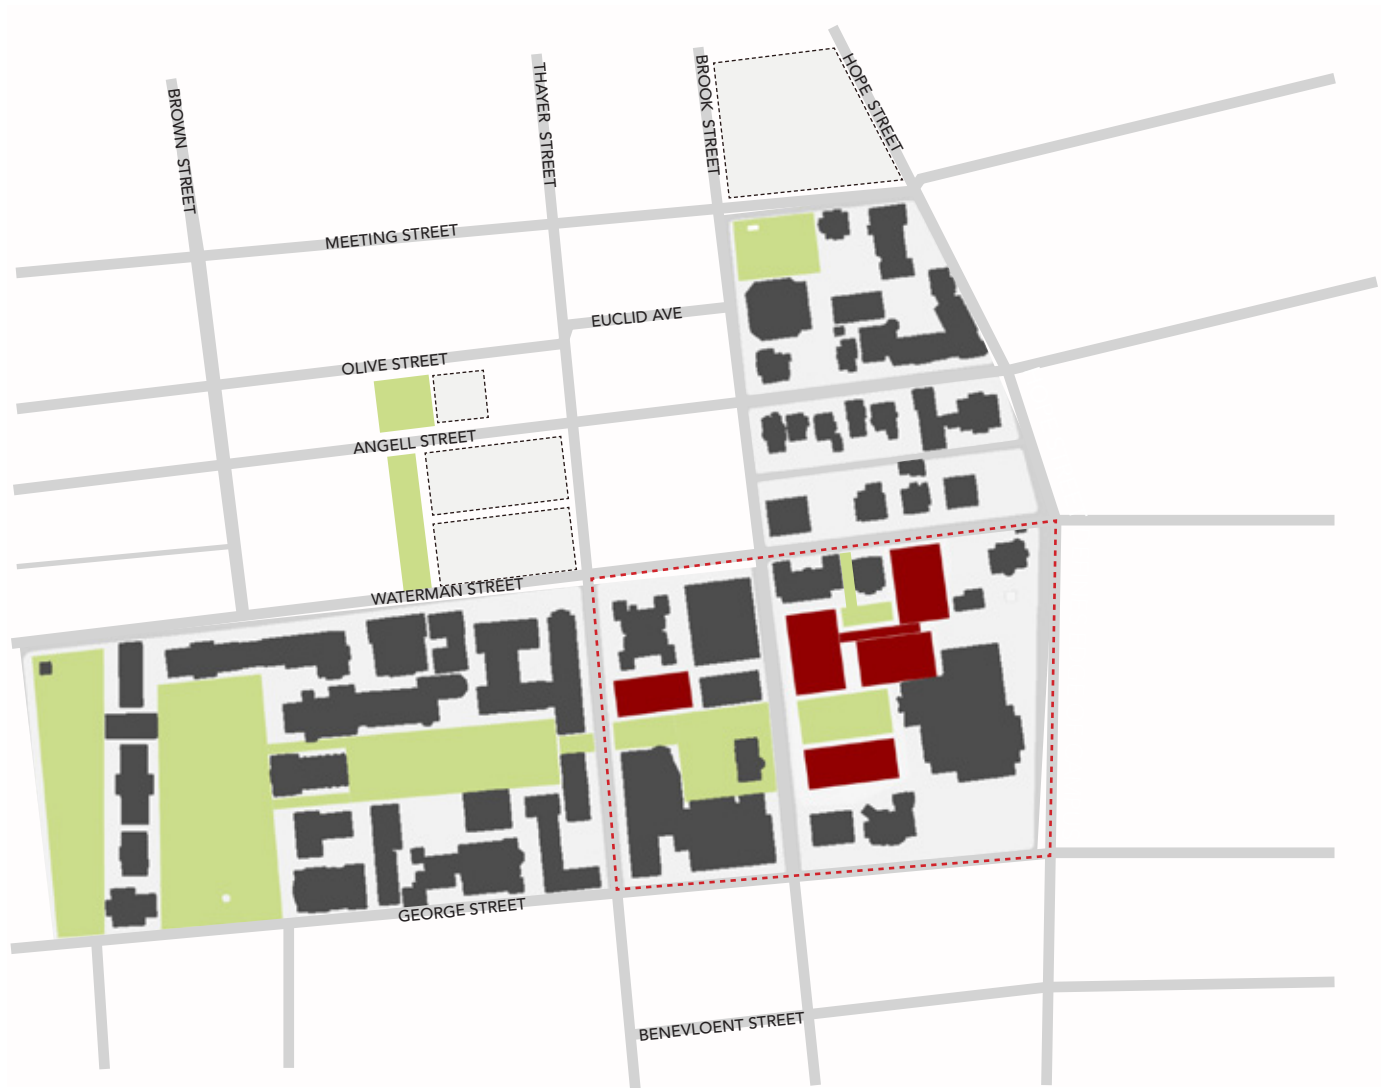 HOPE STREET
BROOK STREET
THAYER STREET
BROWN STREET
MEETING STREET
EUCLID AVE
OLIVE STREET
ANGELL STREET
WATERMAN STREET
GEORGE STREET
BENEVLOENT STREET